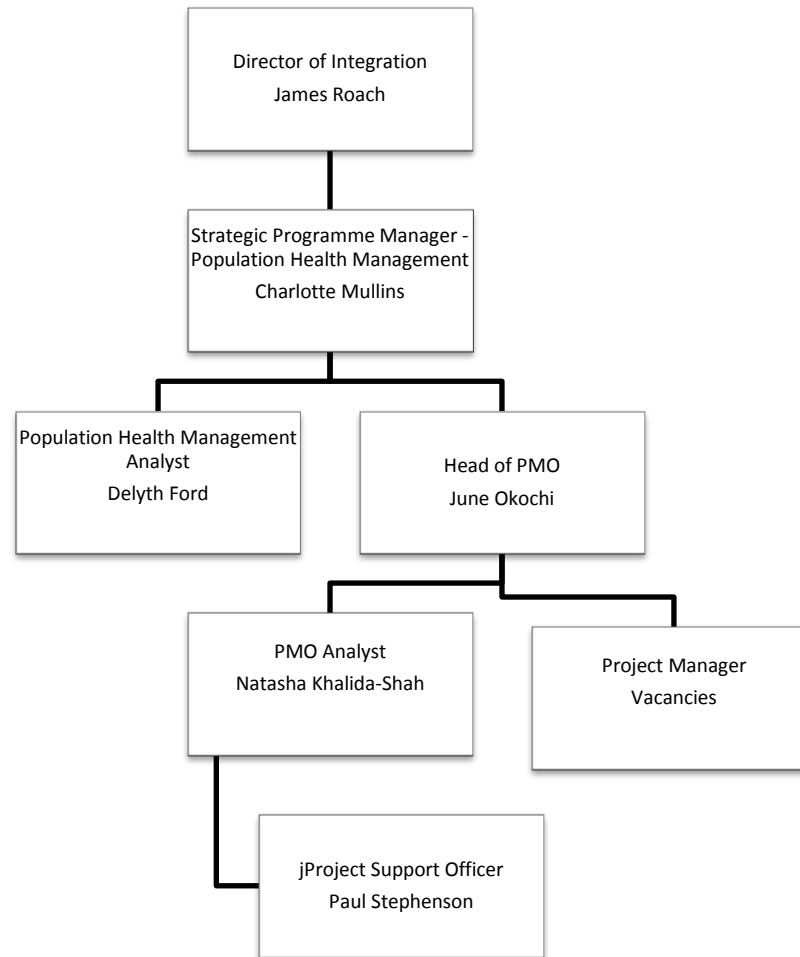 Director of Integration
James Roach
Strategic Programme Manager -
Population Health Management
Charlotte Mullins
Population Health Management
Analyst
Delyth Ford
Head of PMO
June Okochi
PMO Analyst
Natasha Khalida-Shah
Project Manager
Vacancies
jProject Support Officer
Paul Stephenson